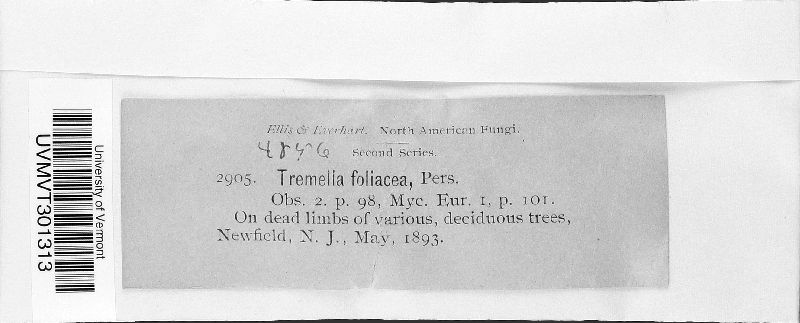 Ellis & Everhart. North American Fungi.
Second Series.
2905. Tremella foliacea, Pers.
Obs. 2. p. 98, Myc. Eur. 1, p. 101.
On dead limbs of various, deciduous trees,
Newfield, N. J., May, 1893.
University of Vermont
UVMVT301313